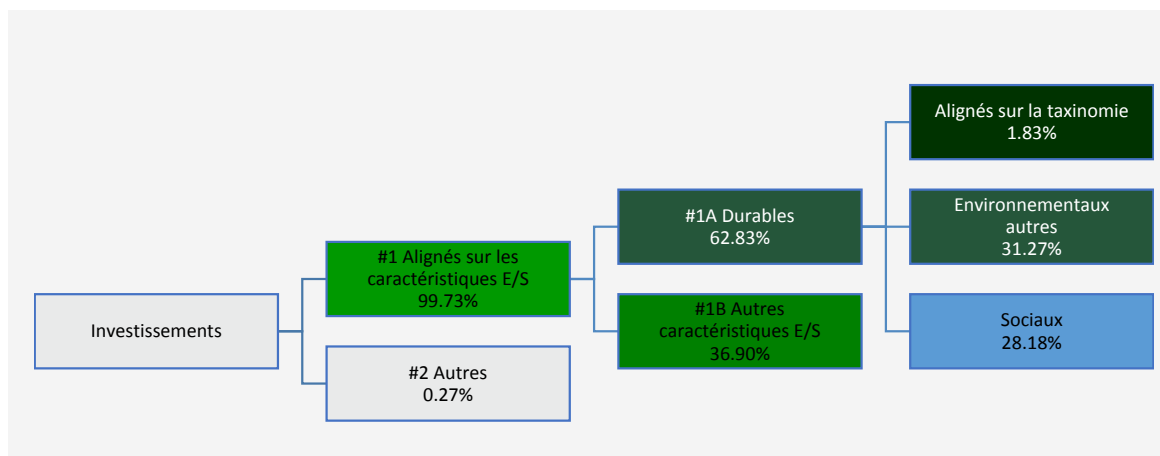 Investissements
#1 Alignés sur les
caractéristiques E/S
99.73%
#2 Autres
0.27%
#1A Durables
62.83%
#1B Autres
caractéristiques E/S
36.90%
Alignés sur la taxinomie
1.83%
Environnementaux
autres
31.27%
Sociaux
28.18%